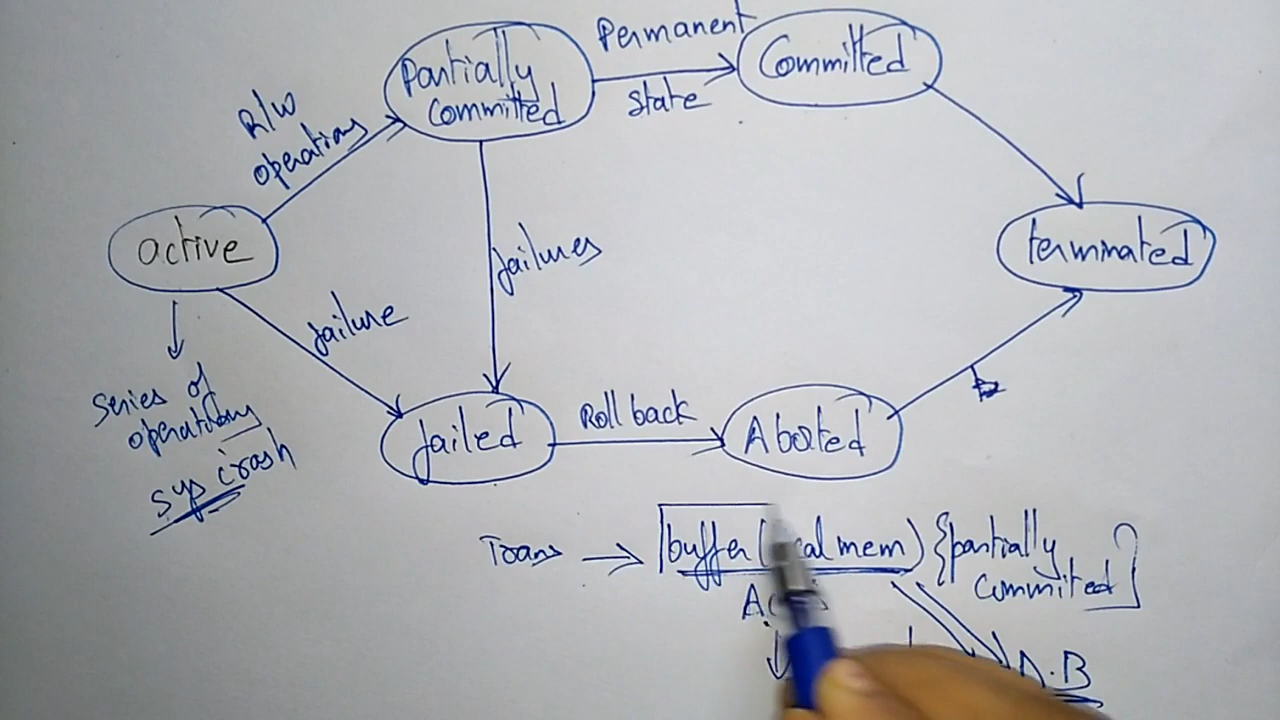 Permanent
state
Partially
committed
Committed
R/W
operations
active
failures
terminated
failure
series of
operations
sys crash
failed
Roll back
Aborted
Trans
buffer (
al mem) {partially
Commited}
D.B